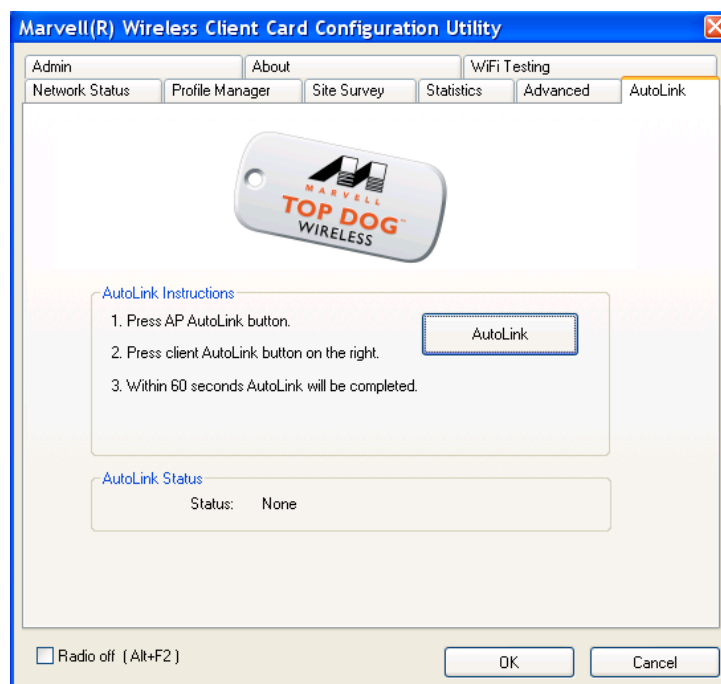 Marvell(R) Wireless Client Card Configuration Utility
Admin About WiFi Testing
Network Status Profile Manager Site Survey Statistics Advanced AutoLink
MARVELL
TOP DOG™
WIRELESS
AutoLink Instructions
1. Press AP AutoLink button.
AutoLink
2. Press client AutoLink button on the right.
3. Within 60 seconds AutoLink will be completed.
AutoLink Status
Status: None
Radio off ( Alt+F2 )
OK Cancel